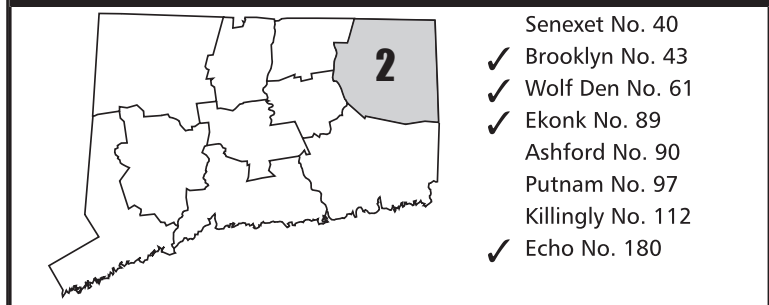 2
Senexet No. 40
✓ Brooklyn No. 43
✓ Wolf Den No. 61
✓ Ekonk No. 89
Ashford No. 90
Putnam No. 97
Killingly No. 112
✓ Echo No. 180